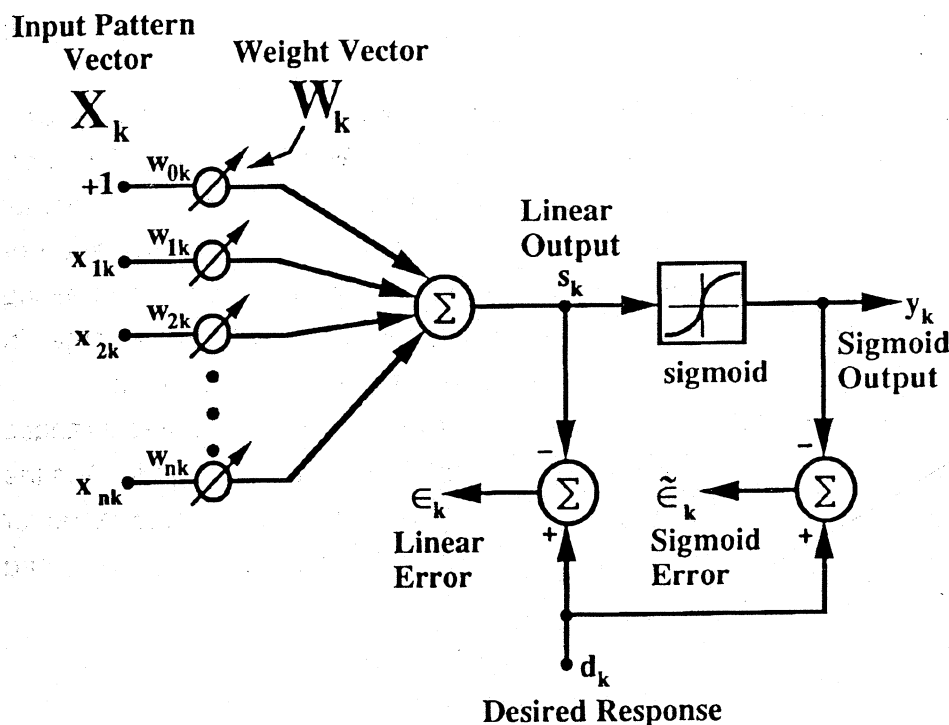 Input Pattern
Vector
X_k
Weight Vector
W_k
+1
w_0k
x_1k
w_1k
x_2k
w_2k
x_nk
w_nk
Σ
Linear
Output
s_k
sigmoid
y_k
Sigmoid
Output
−
Σ
+
∈_k
Linear
Error
−
Σ
+
∈̃_k
Sigmoid
Error
d_k
Desired Response